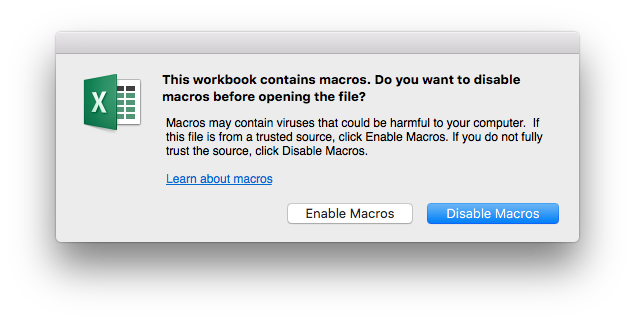 This workbook contains macros. Do you want to disable
macros before opening the file?
Macros may contain viruses that could be harmful to your computer.  If
this file is from a trusted source, click Enable Macros. If you do not fully
trust the source, click Disable Macros.
Learn about macros
Enable Macros
Disable Macros
X